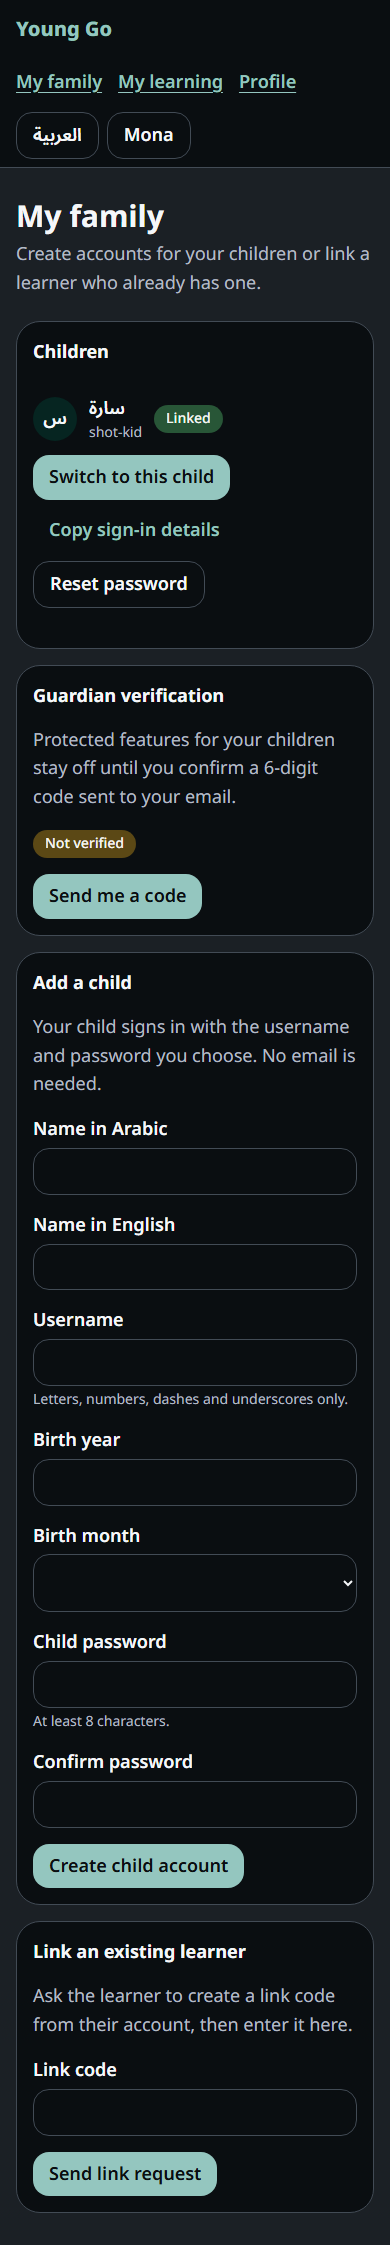 Young Go
My family My learning Profile
العربية Mona
My family
Create accounts for your children or link a
learner who already has one.
Children
س سارة Linked
shot-kid
Switch to this child
Copy sign-in details
Reset password
Guardian verification
Protected features for your children
stay off until you confirm a 6-digit
code sent to your email.
Not verified
Send me a code
Add a child
Your child signs in with the username
and password you choose. No email is
needed.
Name in Arabic
Name in English
Username
Letters, numbers, dashes and underscores only.
Birth year
Birth month
Child password
At least 8 characters.
Confirm password
Create child account
Link an existing learner
Ask the learner to create a link code
from their account, then enter it here.
Link code
Send link request